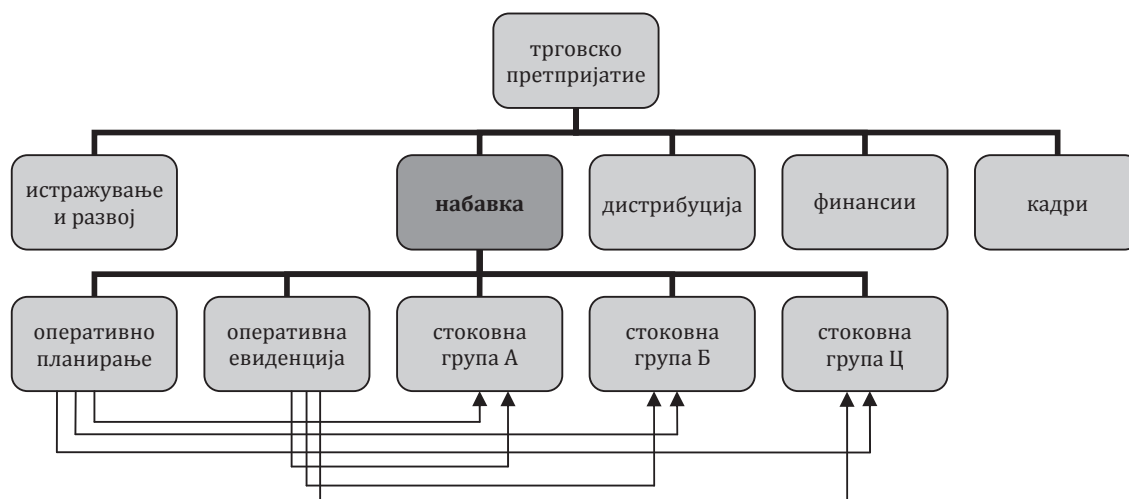 трговско
претпријатие
истражување
и развој
набавка
дистрибуција
финансии
кадри
оперативно
планирање
оперативна
евиденција
стоковна
група А
стоковна
група Б
стоковна
група Ц